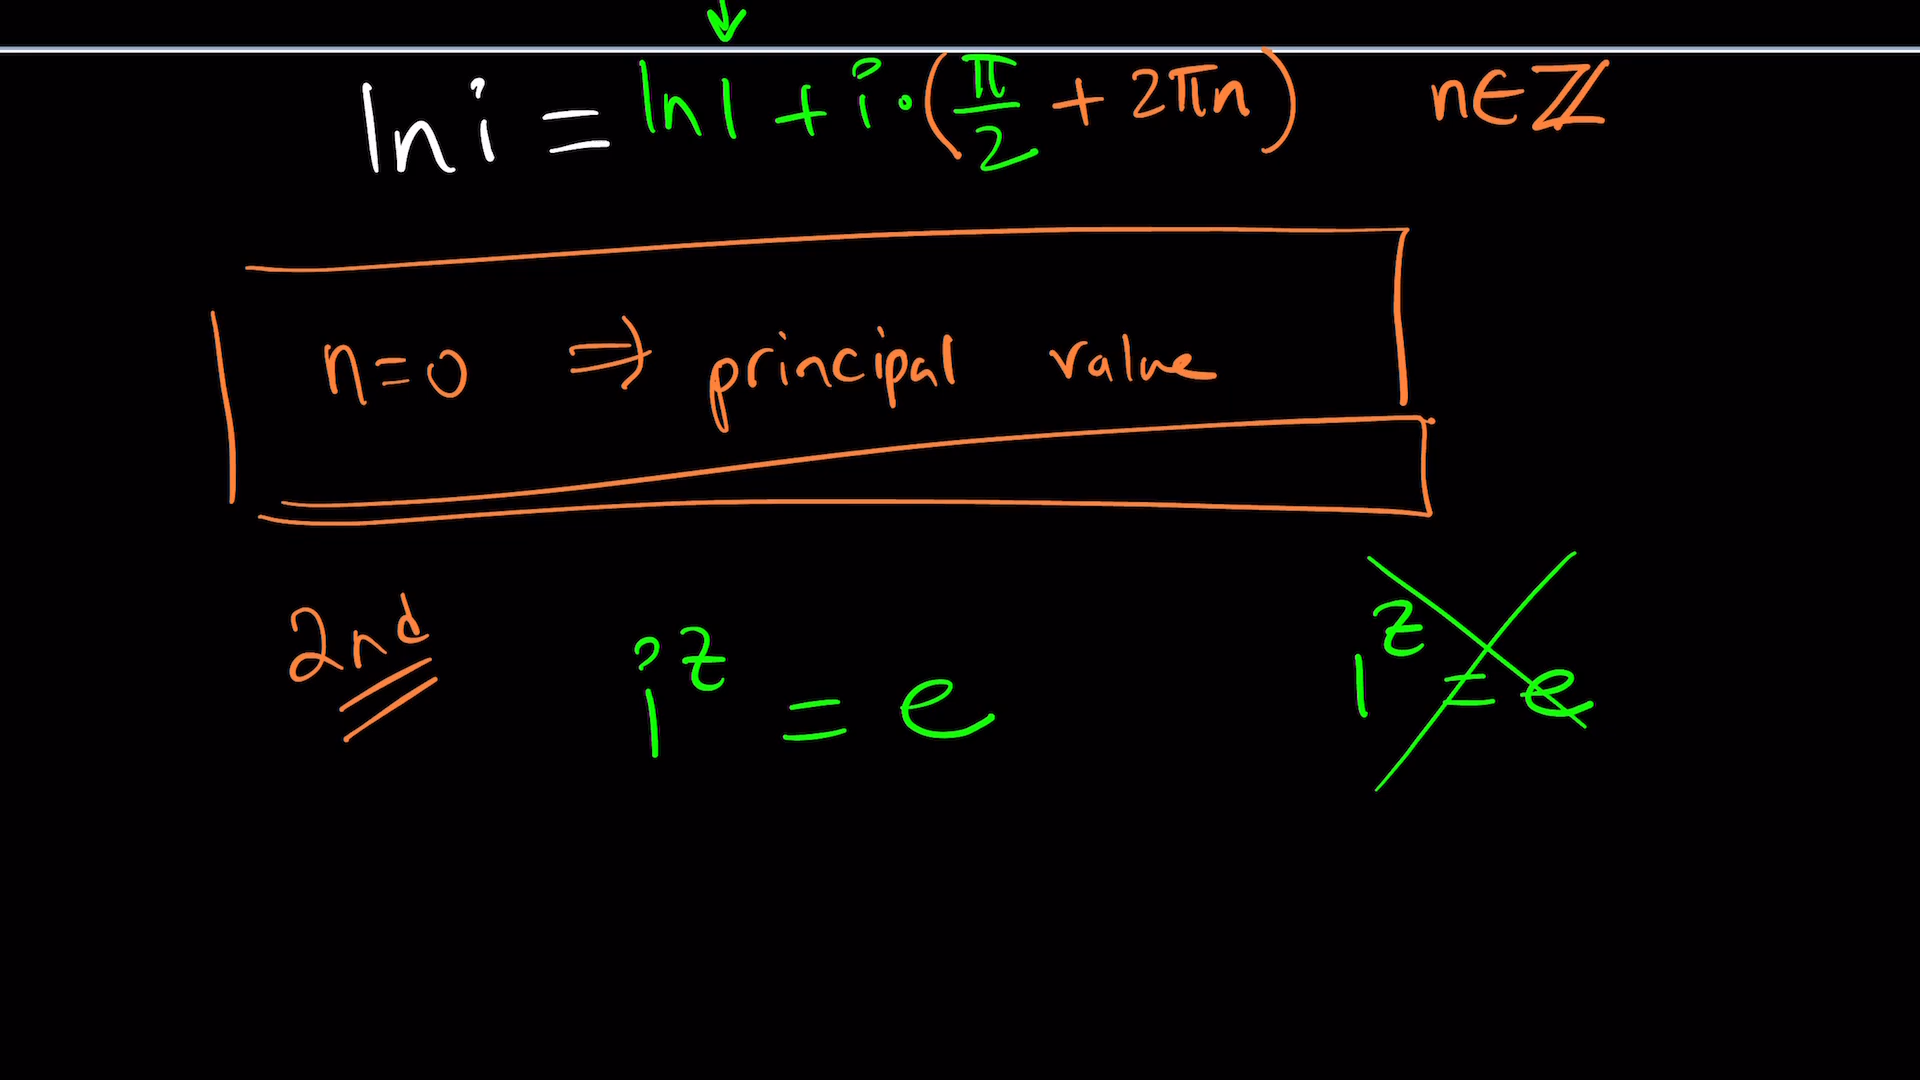 ln i = ln 1 + i · (π/2 + 2πn) n∈ℤ
n=0 ⇒ principal value
2nd i^z = e 1^z = e